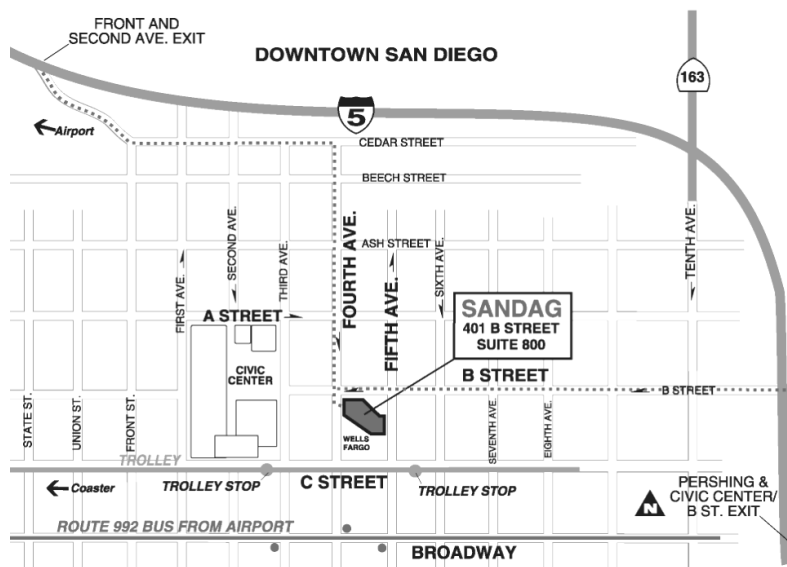 FRONT AND
SECOND AVE. EXIT
DOWNTOWN SAN DIEGO
163
5
Airport
CEDAR STREET
BEECH STREET
ASH STREET
FIRST AVE.
SECOND AVE.
THIRD AVE.
FOURTH AVE.
FIFTH AVE.
SIXTH AVE.
TENTH AVE.
A STREET
SANDAG
401 B STREET
SUITE 800
CIVIC
CENTER
B STREET
B STREET
STATE ST.
UNION ST.
FRONT ST.
WELLS
FARGO
SEVENTH AVE.
EIGHTH AVE.
TROLLEY
Coaster
TROLLEY STOP
C STREET
TROLLEY STOP
PERSHING &
CIVIC CENTER/
B ST. EXIT
N
ROUTE 992 BUS FROM AIRPORT
BROADWAY